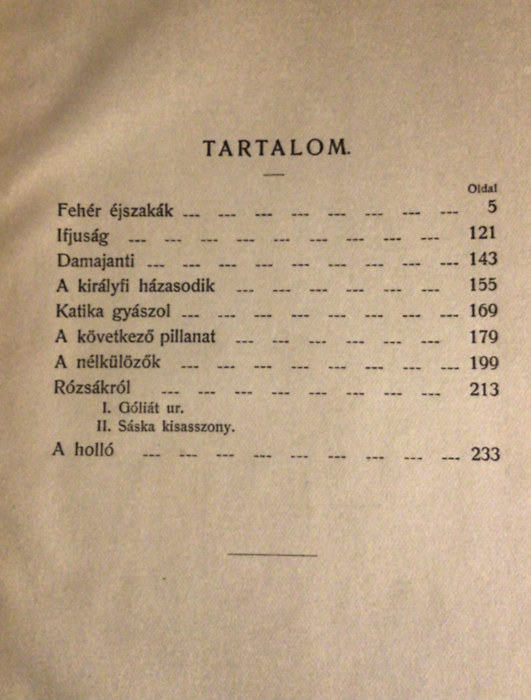 TARTALOM.
Oldal
Fehér éjszakák --- --- --- --- --- --- --- --- 5
Ifjuság --- --- --- --- --- --- --- --- --- 121
Damajanti --- --- --- --- --- --- --- --- --- 143
A királyfi házasodik --- --- --- --- --- --- 155
Katika gyászol --- --- --- --- --- --- --- --- 169
A következő pillanat --- --- --- --- --- --- 179
A nélkülözők --- --- --- --- --- --- --- --- 199
Rózsákról --- --- --- --- --- --- --- --- 213
I. Góliát ur.
II. Sáska kisasszony.
A holló --- --- --- --- --- --- --- --- --- 233